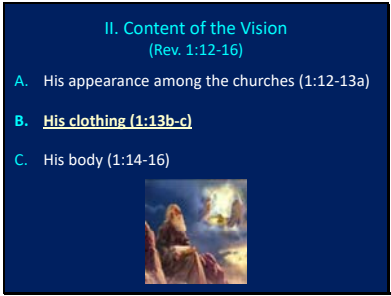 II. Content of the Vision
(Rev. 1:12-16)
A. His appearance among the churches (1:12-13a)
B. His clothing (1:13b-c)
C. His body (1:14-16)